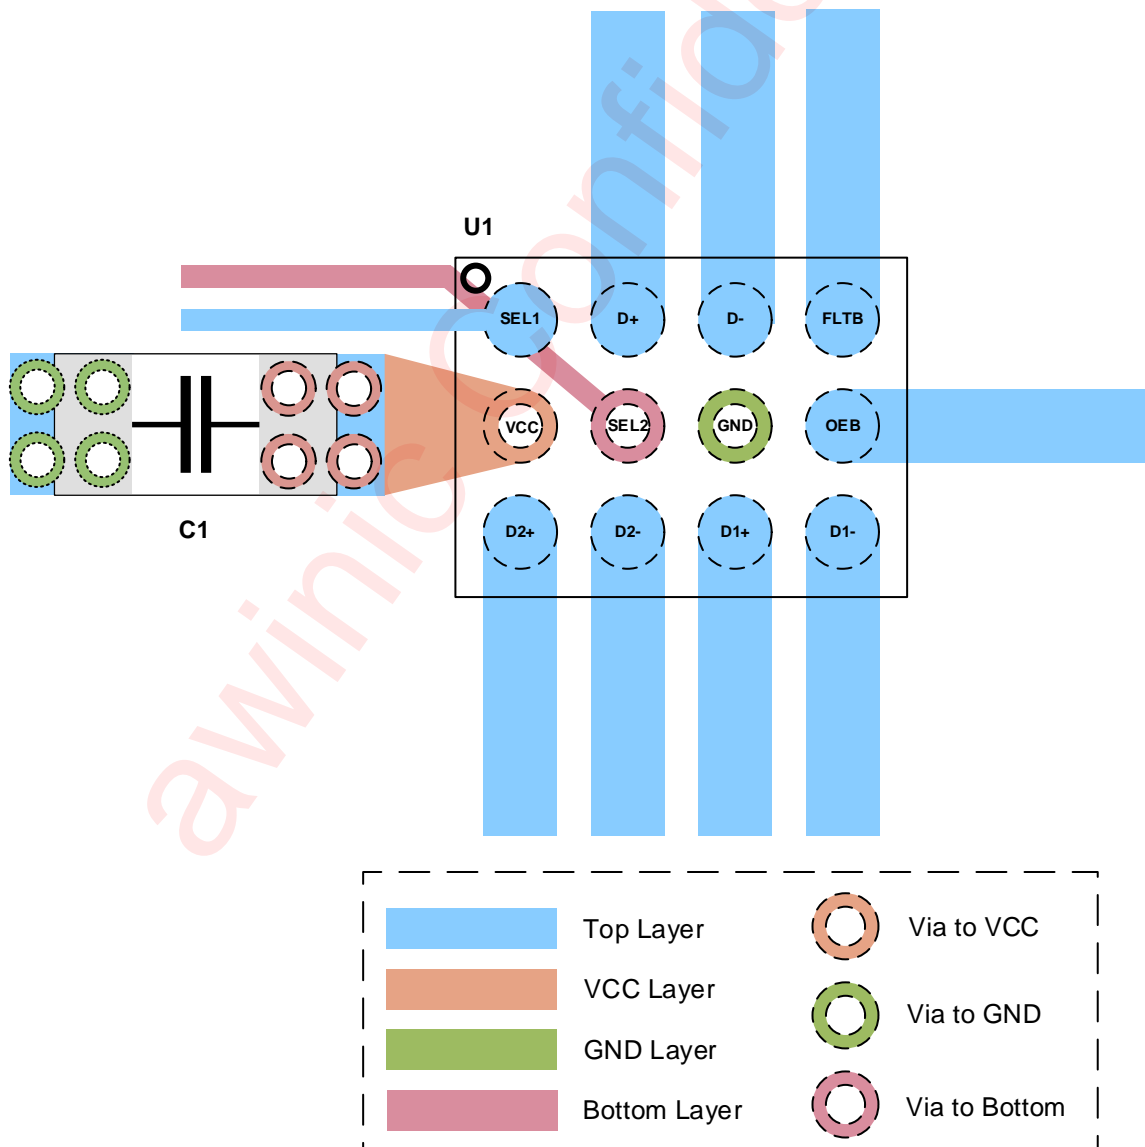 awinic Confide
U1
SEL1 D+ D- FLTB
VCC SEL2 GND OEB
C1
D2+ D2- D1+ D1-
Top Layer Via to VCC
VCC Layer
GND Layer Via to GND
Bottom Layer Via to Bottom